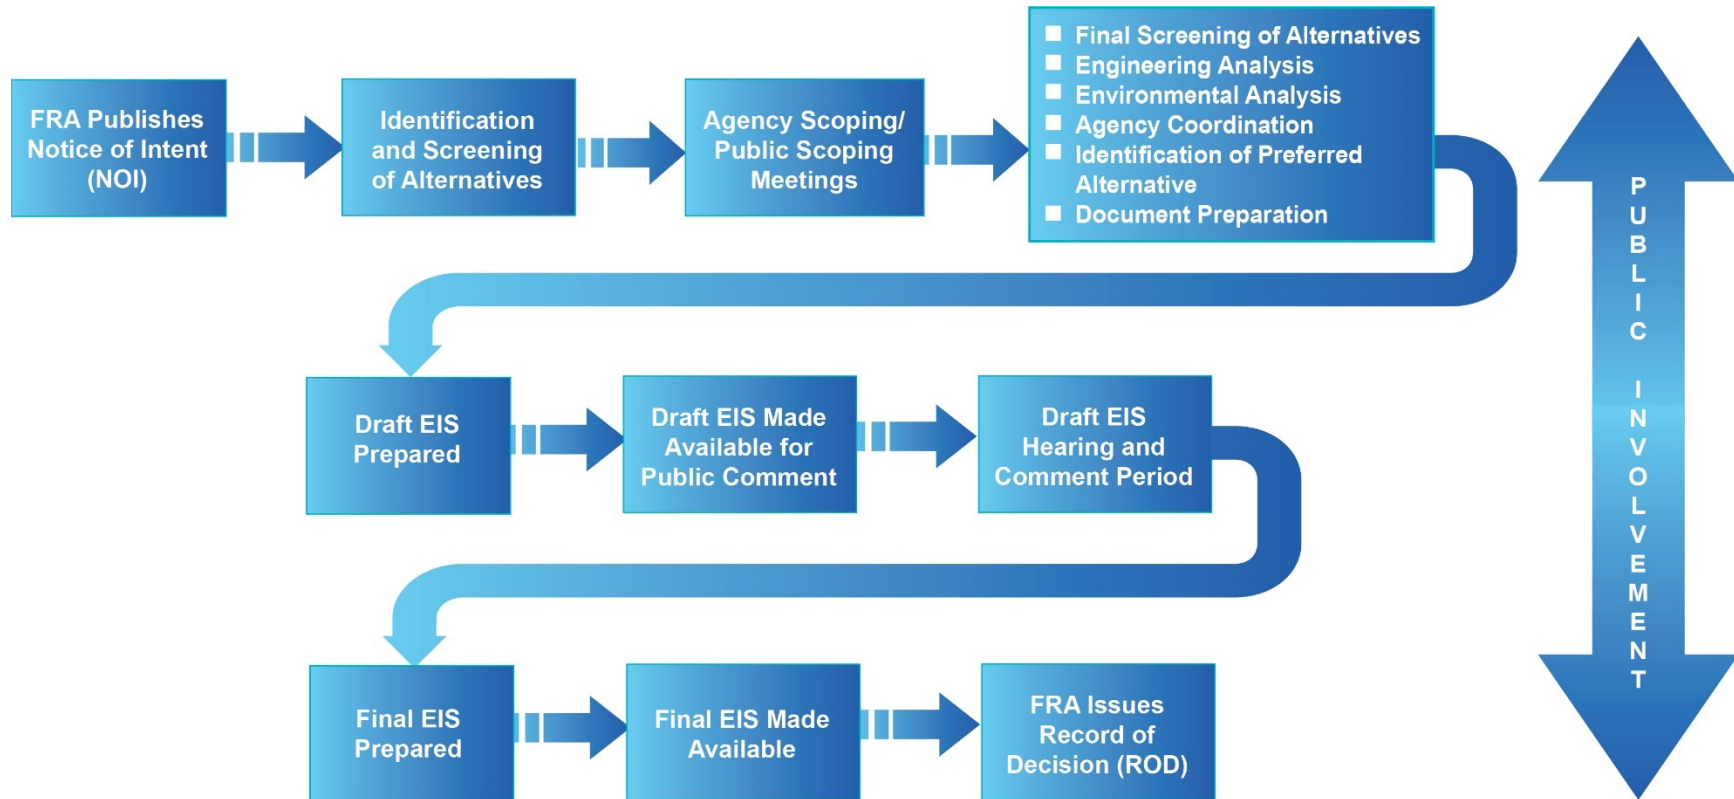 FRA Publishes
Notice of Intent
(NOI)
Identification
and Screening
of Alternatives
Agency Scoping/
Public Scoping
Meetings
Final Screening of Alternatives
Engineering Analysis
Environmental Analysis
Agency Coordination
Identification of Preferred
Alternative
Document Preparation
Draft EIS
Prepared
Draft EIS Made
Available for
Public Comment
Draft EIS
Hearing and
Comment Period
Final EIS
Prepared
Final EIS Made
Available
FRA Issues
Record of
Decision (ROD)
PUBLIC INVOLVEMENT